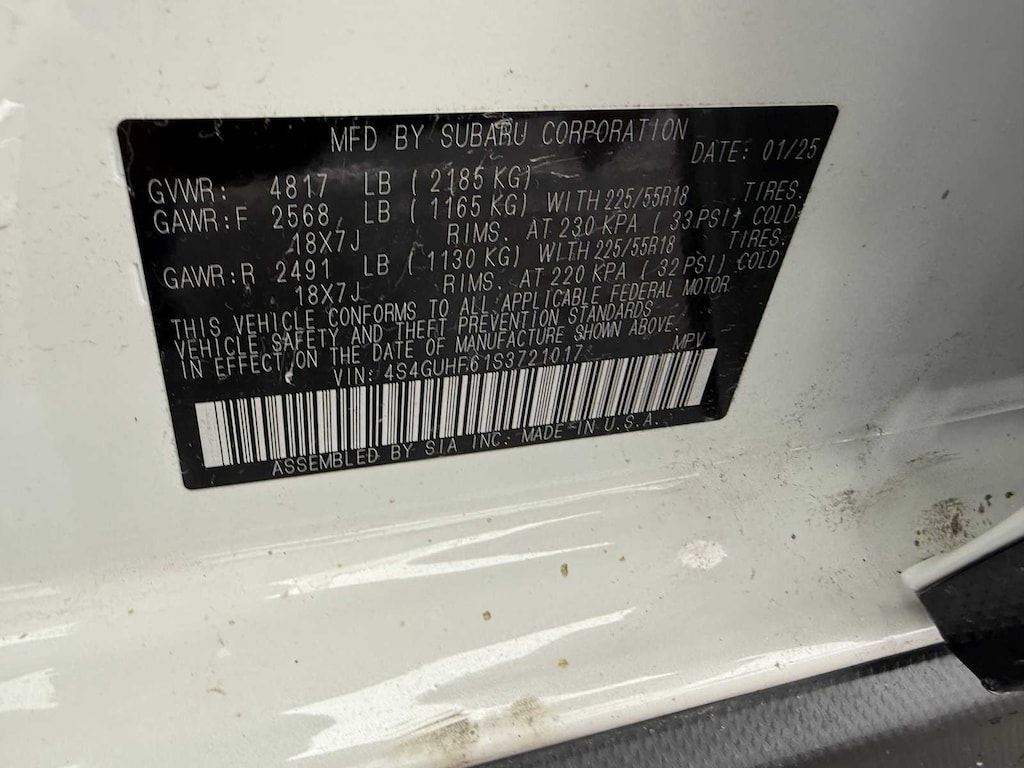 MFD BY SUBARU CORPORATION DATE: 01/25
GVWR: 4817 LB ( 2185 KG)
GAWR:F 2568 LB ( 1165 KG) WITH 225/55R18 TIRES.
18X7J RIMS. AT 230 KPA ( 33 PSI) COLD
GAWR:R 2491 LB ( 1130 KG) WITH 225/55R18 TIRES.
18X7J RIMS. AT 220 KPA ( 32 PSI) COLD
THIS VEHICLE CONFORMS TO ALL APPLICABLE FEDERAL MOTOR
VEHICLE SAFETY AND THEFT PREVENTION STANDARDS
IN EFFECT ON THE DATE OF MANUFACTURE SHOWN ABOVE.
VIN: 4S4GUHF61S3721017 MPV
ASSEMBLED BY SIA INC. MADE IN U.S.A.